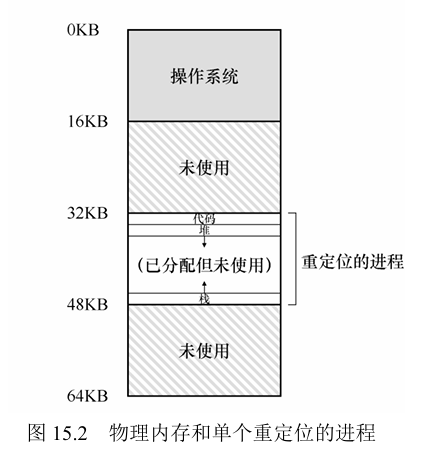 0KB
操作系统
16KB
未使用
32KB
代码
堆
(已分配但未使用)
重定位的进程
栈
48KB
未使用
64KB
图 15.2 物理内存和单个重定位的进程